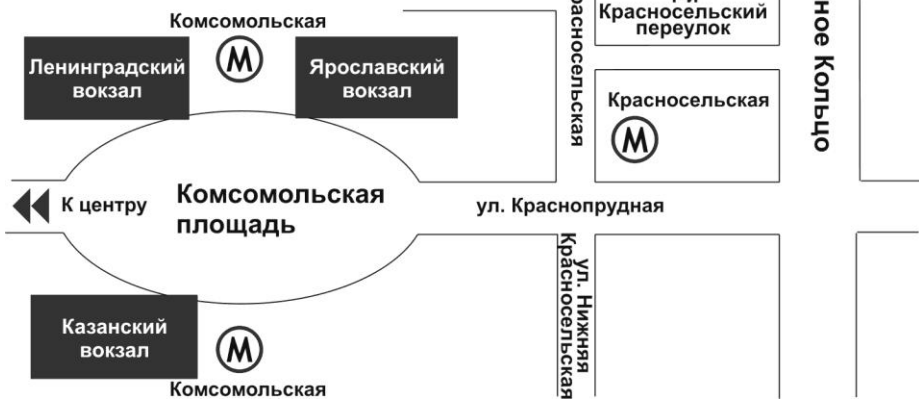 Комсомольская
М
Ленинградский
вокзал
Ярославский
вокзал
Красносельский
переулок
Красносельская
М
К центру
Комсомольская
площадь
ул. Краснопрудная
ул. Нижняя
Красносельская
Казанский
вокзал
М
Комсомольская
Кольцо